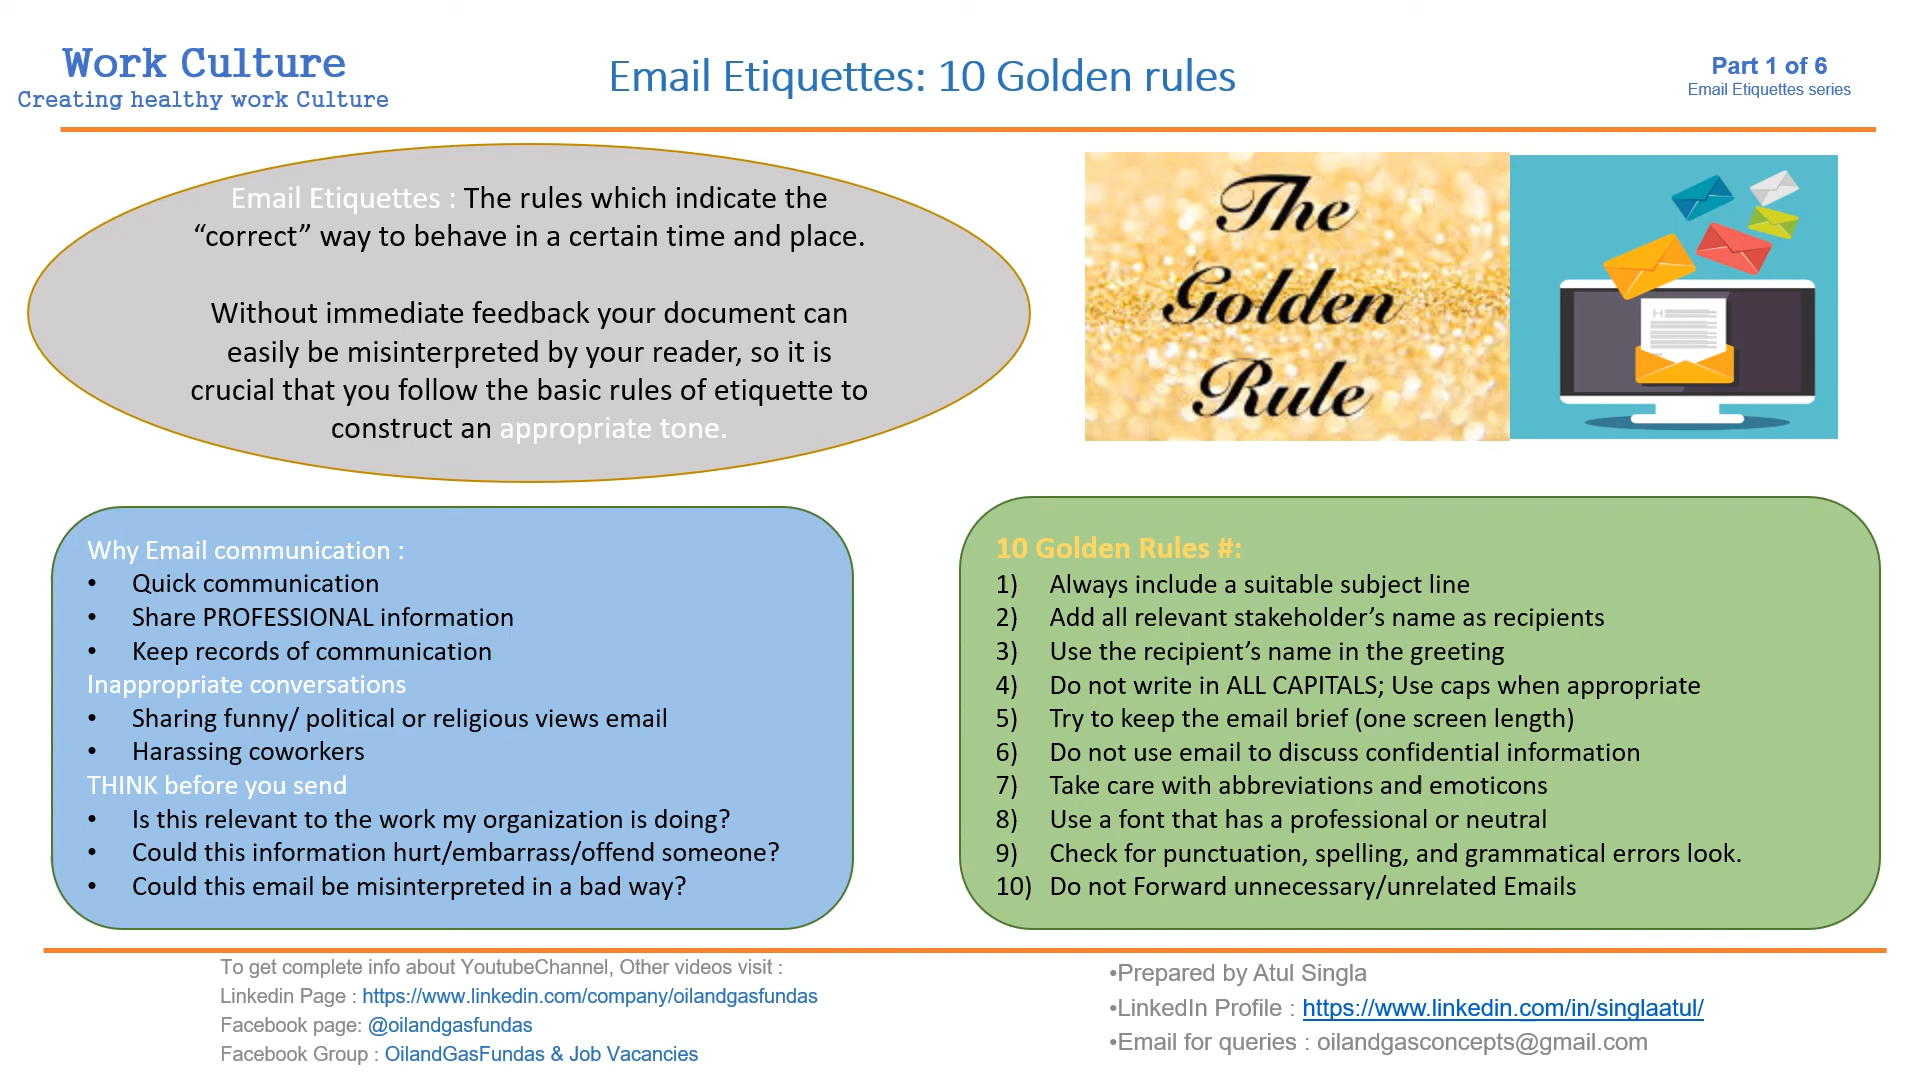 Work Culture
Creating healthy work Culture
Email Etiquettes: 10 Golden rules
Part 1 of 6
Email Etiquettes series
Email Etiquettes : The rules which indicate the
“correct” way to behave in a certain time and place.
Without immediate feedback your document can
easily be misinterpreted by your reader, so it is
crucial that you follow the basic rules of etiquette to
construct an appropriate tone.
The
Golden
Rule
H
Why Email communication :
• Quick communication
• Share PROFESSIONAL information
• Keep records of communication
Inappropriate conversations
• Sharing funny/ political or religious views email
• Harassing coworkers
THINK before you send
• Is this relevant to the work my organization is doing?
• Could this information hurt/embarrass/offend someone?
• Could this email be misinterpreted in a bad way?
10 Golden Rules #:
1) Always include a suitable subject line
2) Add all relevant stakeholder’s name as recipients
3) Use the recipient’s name in the greeting
4) Do not write in ALL CAPITALS; Use caps when appropriate
5) Try to keep the email brief (one screen length)
6) Do not use email to discuss confidential information
7) Take care with abbreviations and emoticons
8) Use a font that has a professional or neutral
9) Check for punctuation, spelling, and grammatical errors look.
10) Do not Forward unnecessary/unrelated Emails
To get complete info about YoutubeChannel, Other videos visit :
Linkedin Page : https://www.linkedin.com/company/oilandgasfundas
Facebook page: @oilandgasfundas
Facebook Group : OilandGasFundas & Job Vacancies
•Prepared by Atul Singla
•LinkedIn Profile : https://www.linkedin.com/in/singlaatul/
•Email for queries : oilandgasconcepts@gmail.com